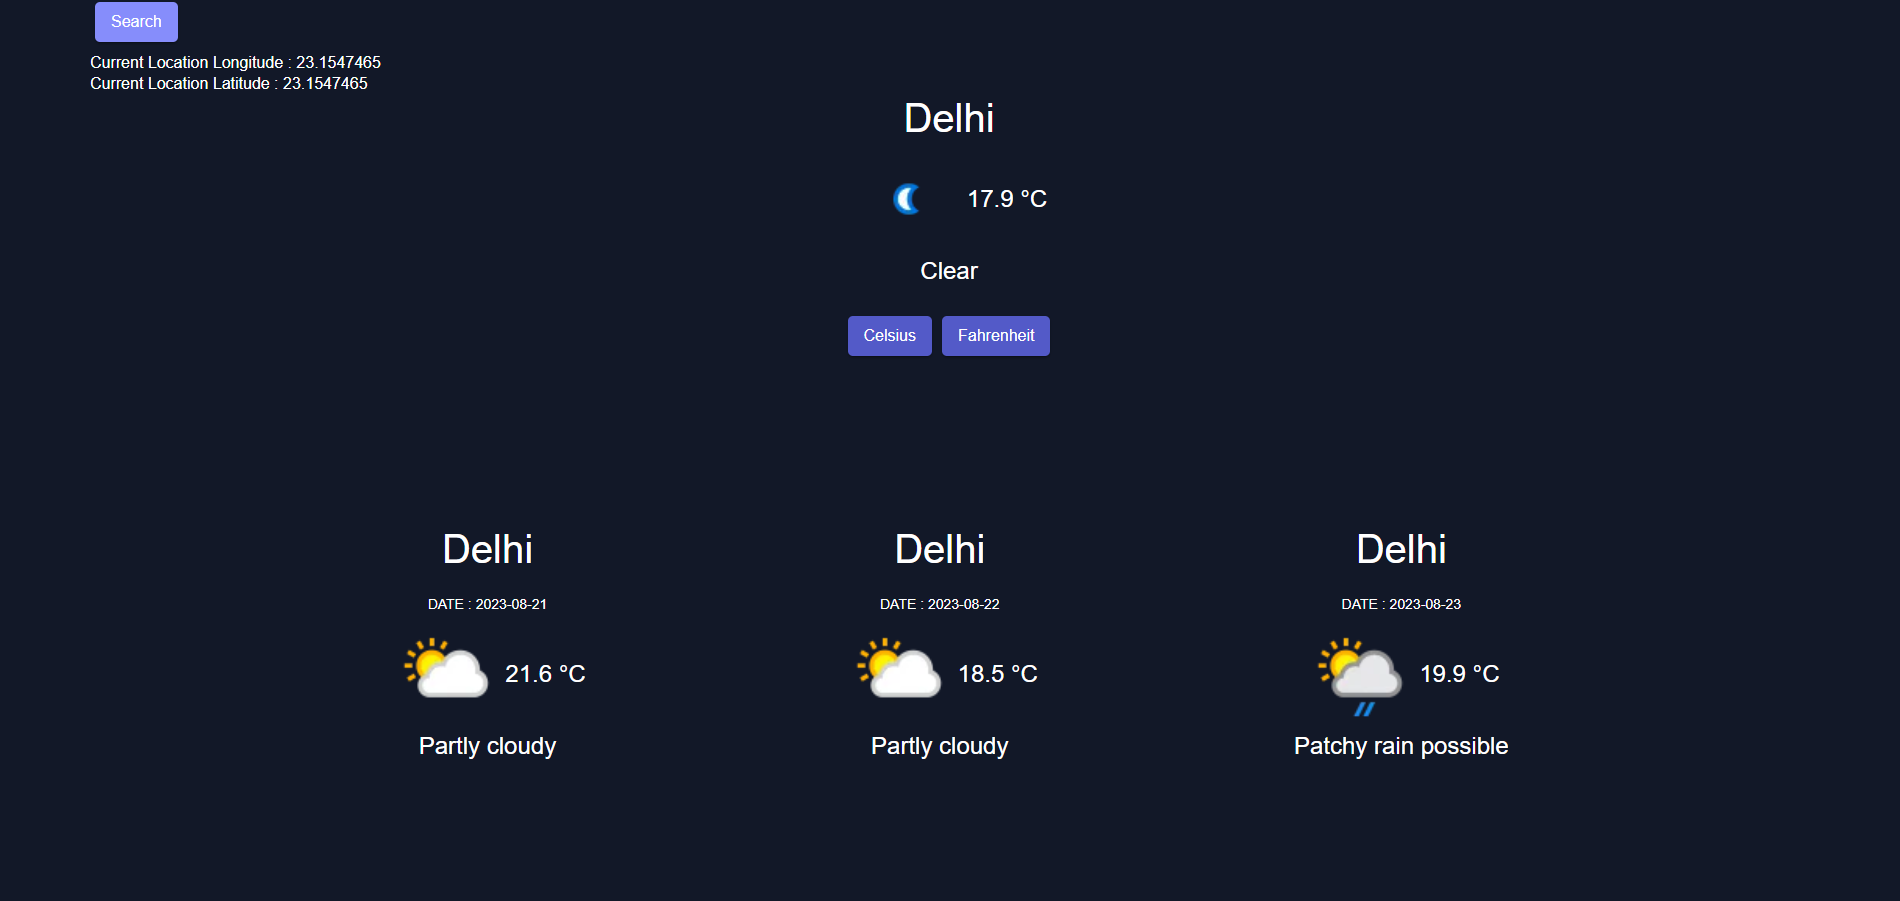 Search
Current Location Longitude : 23.1547465
Current Location Latitude : 23.1547465
Delhi
17.9 °C
Clear
Celsius Fahrenheit
Delhi
DATE : 2023-08-21
21.6 °C
Partly cloudy
Delhi
DATE : 2023-08-22
18.5 °C
Partly cloudy
Delhi
DATE : 2023-08-23
19.9 °C
Patchy rain possible